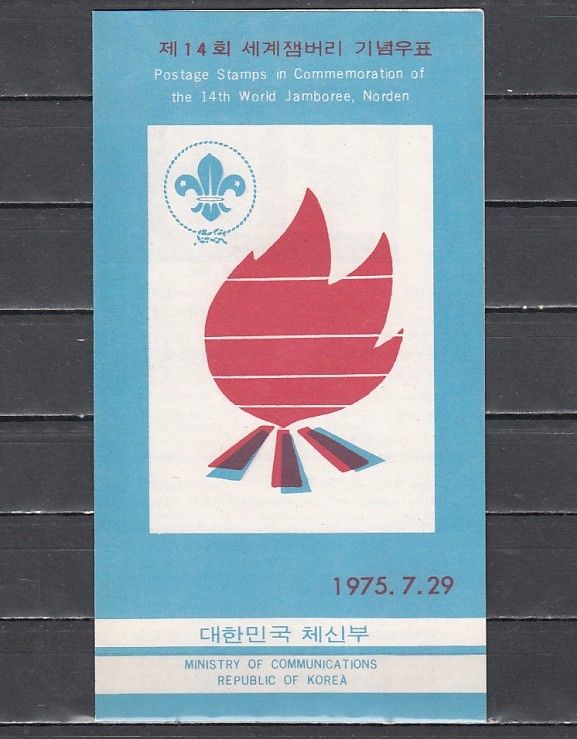 제14회 세계잼버리 기념우표
Postage Stamps in Commemoration of
the 14th World Jamboree, Norden
1975. 7. 29
대한민국 체신부
MINISTRY OF COMMUNICATIONS
REPUBLIC OF KOREA